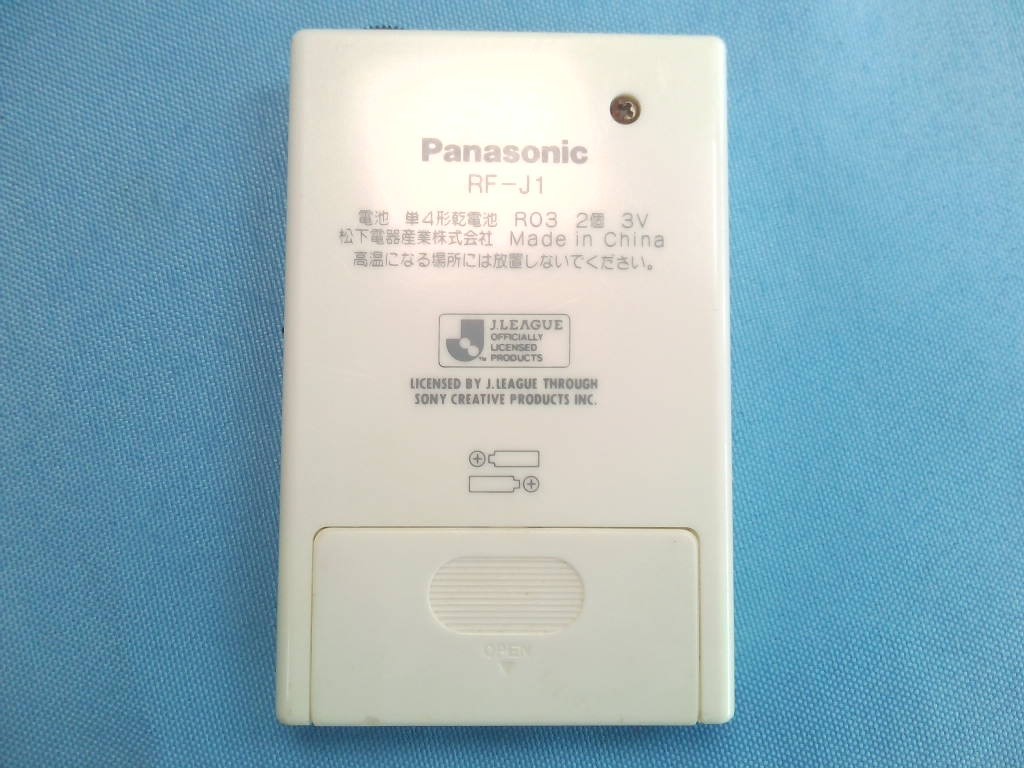 Panasonic
RF-J1
電池 単4形乾電池 R03 2個 3V
松下電器産業株式会社 Made in China
高温になる場所には放置しないでください。
J.LEAGUE
OFFICIALLY
LICENSED
™ PRODUCTS
LICENSED BY J.LEAGUE THROUGH
SONY CREATIVE PRODUCTS INC.
OPEN